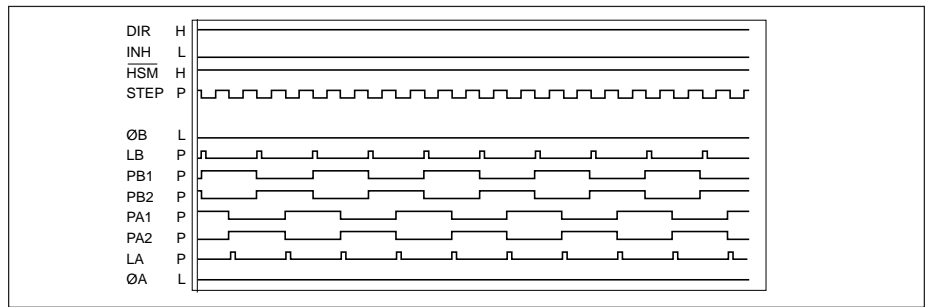 DIR H
INH L
HSM H
STEP P
ØB L
LB P
PB1 P
PB2 P
PA1 P
PA2 P
LA P
ØA L